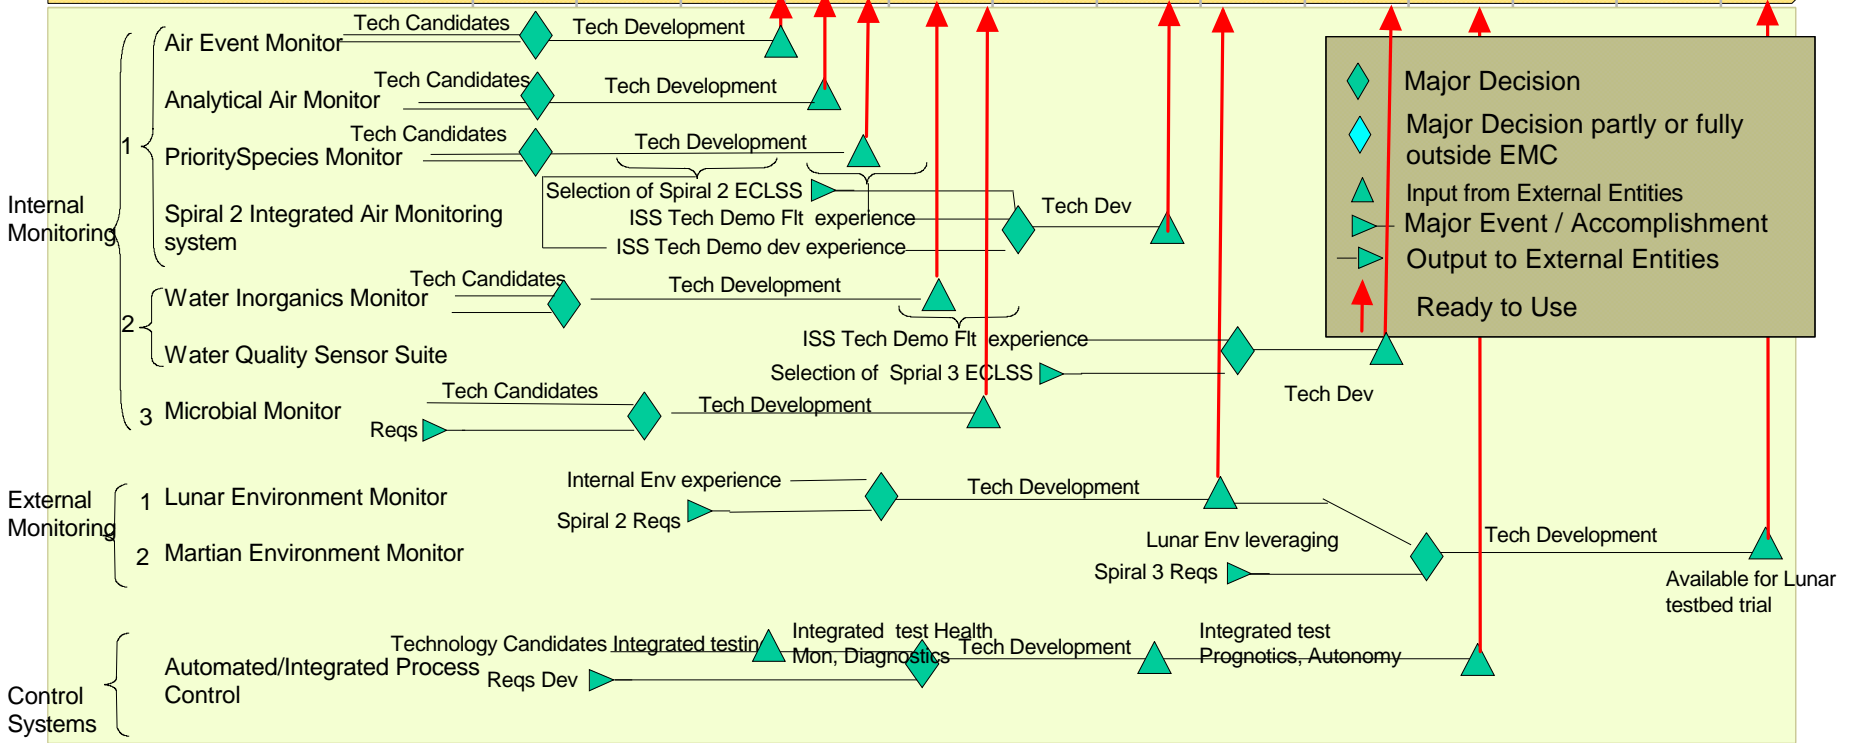 Tech Candidates
Tech Development
Air Event Monitor
Tech Candidates
Tech Development
Analytical Air Monitor
1
Tech Candidates
Tech Development
PrioritySpecies Monitor
Selection of Spiral 2 ECLSS
Internal
Monitoring
Spiral 2 Integrated Air Monitoring
system
ISS Tech Demo Flt experience
ISS Tech Demo dev experience
Tech Dev
Tech Candidates
Tech Development
Water Inorganics Monitor
2
ISS Tech Demo Flt experience
Water Quality Sensor Suite
Selection of Sprial 3 ECLSS
Tech Dev
Tech Candidates
Tech Development
3 Microbial Monitor
Reqs
Major Decision
Major Decision partly or fully
outside EMC
Input from External Entities
Major Event / Accomplishment
Output to External Entities
Ready to Use
External
Monitoring
1 Lunar Environment Monitor
Internal Env experience
Spiral 2 Reqs
Tech Development
2 Martian Environment Monitor
Lunar Env leveraging
Spiral 3 Reqs
Tech Development
Available for Lunar
testbed trial
Control
Systems
Automated/Integrated Process
Control
Technology Candidates Integrated testin
Reqs Dev
Integrated test Health
Mon, Diagnostics
Tech Development
Integrated test
Prognotics, Autonomy